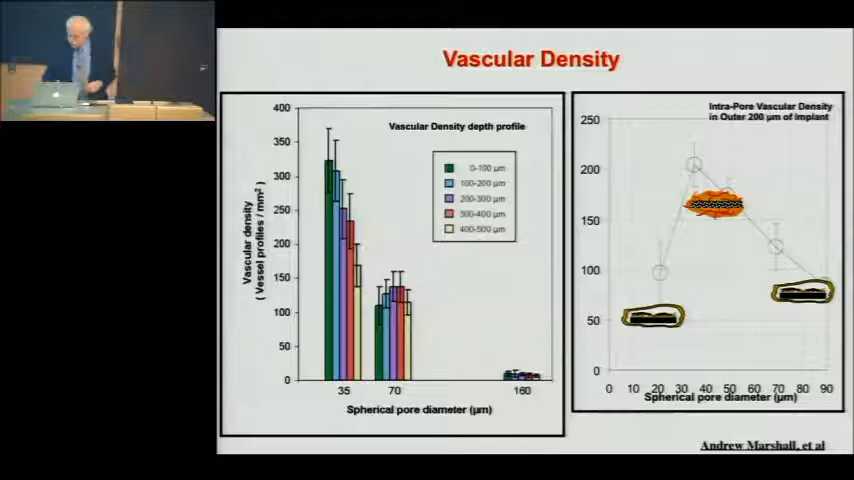 Vascular Density
400
350
300
250
200
150
100
50
0
Vascular density
( Vessel profiles / mm² )
Vascular Density depth profile
0-100 µm
100-200 µm
200-300 µm
300-400 µm
400-500 µm
35 70 160
Spherical pore diameter (µm)
Intra-Pore Vascular Density
in Outer 200 µm of Implant
250
200
150
100
50
0
0 10 20 30 40 50 60 70 80 90
Spherical pore diameter (µm)
Andrew Marshall, et al